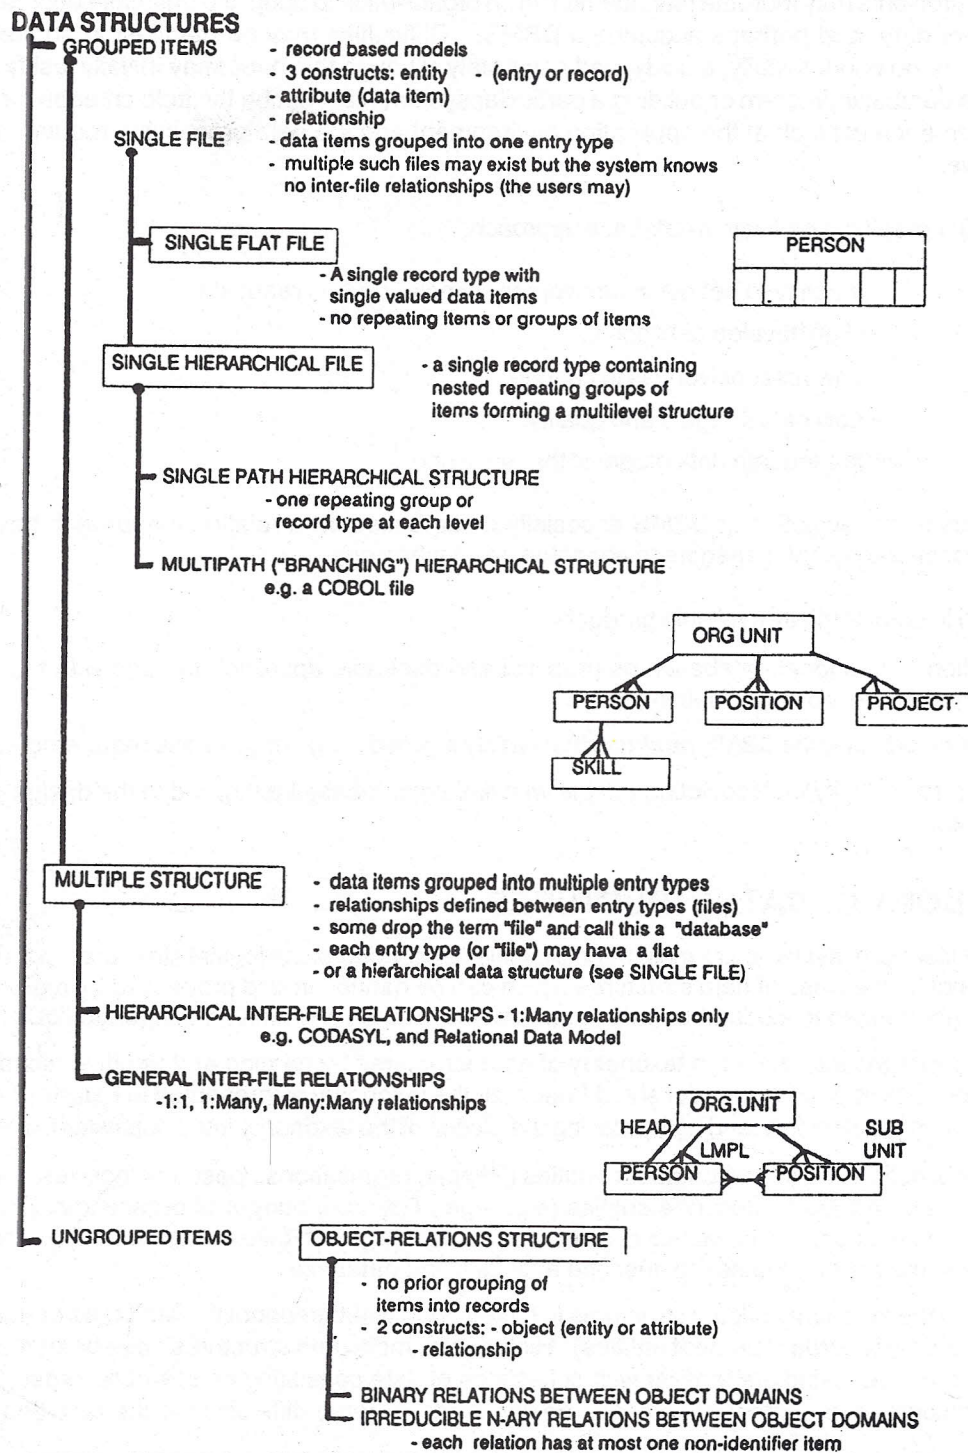 DATA STRUCTURES
GROUPED ITEMS
- record based models
- 3 constructs: entity - (entry or record)
- attribute (data item)
- relationship
SINGLE FILE
- data items grouped into one entry type
- multiple such files may exist but the system knows
no inter-file relationships (the users may)
SINGLE FLAT FILE
- A single record type with
single valued data items
- no repeating items or groups of items
PERSON
SINGLE HIERARCHICAL FILE
- a single record type containing
nested repeating groups of
items forming a multilevel structure
SINGLE PATH HIERARCHICAL STRUCTURE
- one repeating group or
record type at each level
MULTIPATH ("BRANCHING") HIERARCHICAL STRUCTURE
e.g. a COBOL file
ORG UNIT
PERSON POSITION PROJECT
SKILL
MULTIPLE STRUCTURE
- data items grouped into multiple entry types
- relationships defined between entry types (files)
- some drop the term "file" and call this a "database"
- each entry type (or "file") may hava a flat
- or a hierarchical data structure (see SINGLE FILE)
HIERARCHICAL INTER-FILE RELATIONSHIPS - 1:Many relationships only
e.g. CODASYL, and Relational Data Model
GENERAL INTER-FILE RELATIONSHIPS
-1:1, 1:Many, Many:Many relationships
ORG.UNIT
HEAD
LMPL
SUB
UNIT
PERSON POSITION
UNGROUPED ITEMS
OBJECT-RELATIONS STRUCTURE
- no prior grouping of
items into records
- 2 constructs: - object (entity or attribute)
- relationship
BINARY RELATIONS BETWEEN OBJECT DOMAINS
IRREDUCIBLE N-ARY RELATIONS BETWEEN OBJECT DOMAINS
- each relation has at most one non-identifier item